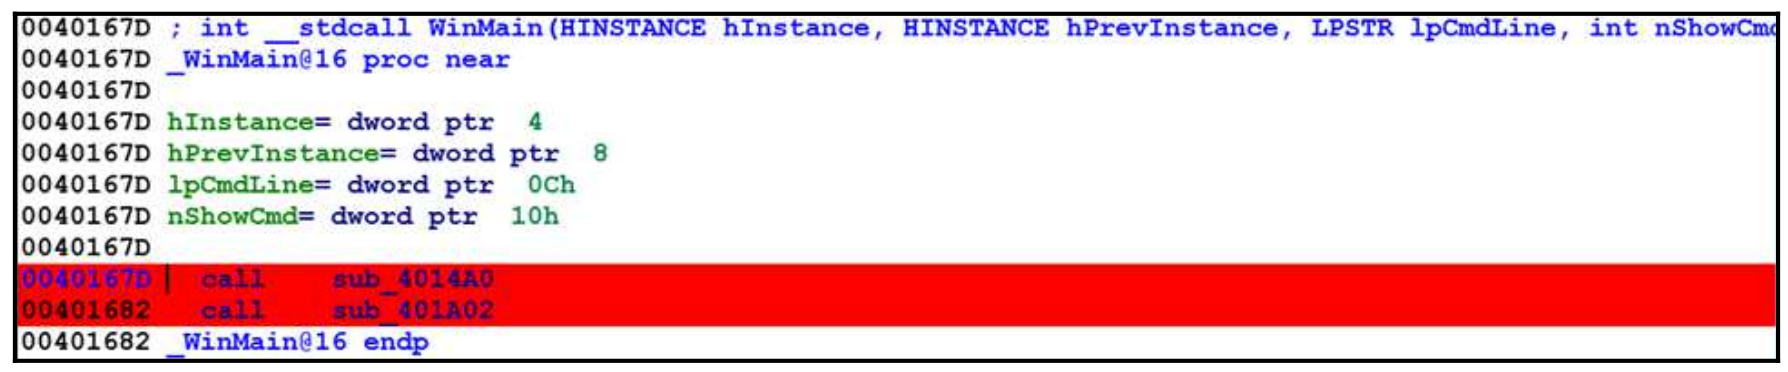 0040167D ; int __stdcall WinMain(HINSTANCE hInstance, HINSTANCE hPrevInstance, LPSTR lpCmdLine, int nShowCmd
0040167D _WinMain@16 proc near
0040167D
0040167D hInstance= dword ptr  4
0040167D hPrevInstance= dword ptr  8
0040167D lpCmdLine= dword ptr  0Ch
0040167D nShowCmd= dword ptr  10h
0040167D
0040167D   call    sub_4014A0
00401682   call    sub_401A02
00401682 _WinMain@16 endp